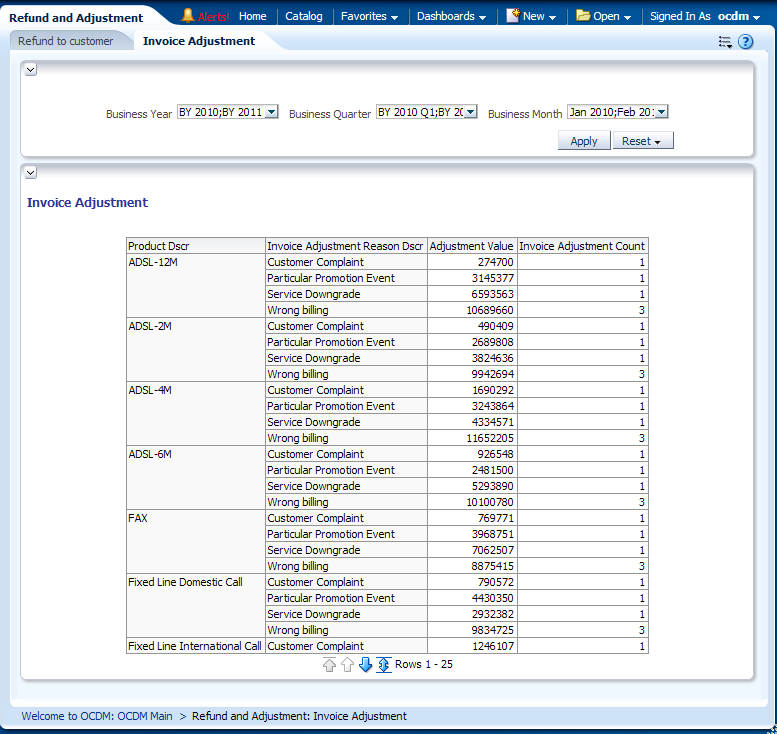 Refund and Adjustment Alerts! Home Catalog Favorites Dashboards New Open Signed In As ocdm
Refund to customer Invoice Adjustment
Business Year BY 2010;BY 2011 Business Quarter BY 2010 Q1;BY 20 Business Month Jan 2010;Feb 201
Apply Reset
Invoice Adjustment
Product Dscr Invoice Adjustment Reason Dscr Adjustment Value Invoice Adjustment Count
ADSL-12M Customer Complaint 274700 1
Particular Promotion Event 3145377 1
Service Downgrade 6593563 1
Wrong billing 10689660 3
ADSL-2M Customer Complaint 490409 1
Particular Promotion Event 2689808 1
Service Downgrade 3824636 1
Wrong billing 9942694 3
ADSL-4M Customer Complaint 1690292 1
Particular Promotion Event 3243864 1
Service Downgrade 4334571 1
Wrong billing 11652205 3
ADSL-6M Customer Complaint 926548 1
Particular Promotion Event 2481500 1
Service Downgrade 5293890 1
Wrong billing 10100780 3
FAX Customer Complaint 769771 1
Particular Promotion Event 3968751 1
Service Downgrade 7062507 1
Wrong billing 8875415 3
Fixed Line Domestic Call Customer Complaint 790572 1
Particular Promotion Event 4430350 1
Service Downgrade 2932382 1
Wrong billing 9834725 3
Fixed Line International Call Customer Complaint 1246107 1
Rows 1 - 25
Welcome to OCDM: OCDM Main > Refund and Adjustment: Invoice Adjustment